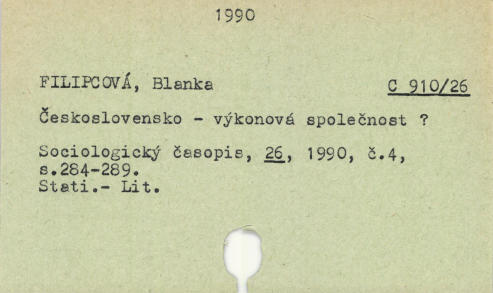 1990
FILIPCOVÁ, Blanka C 910/26
Československo - výkonová společnost ?
Sociologický časopis, 26, 1990, č.4,
s.284-289.
Stati.- Lit.